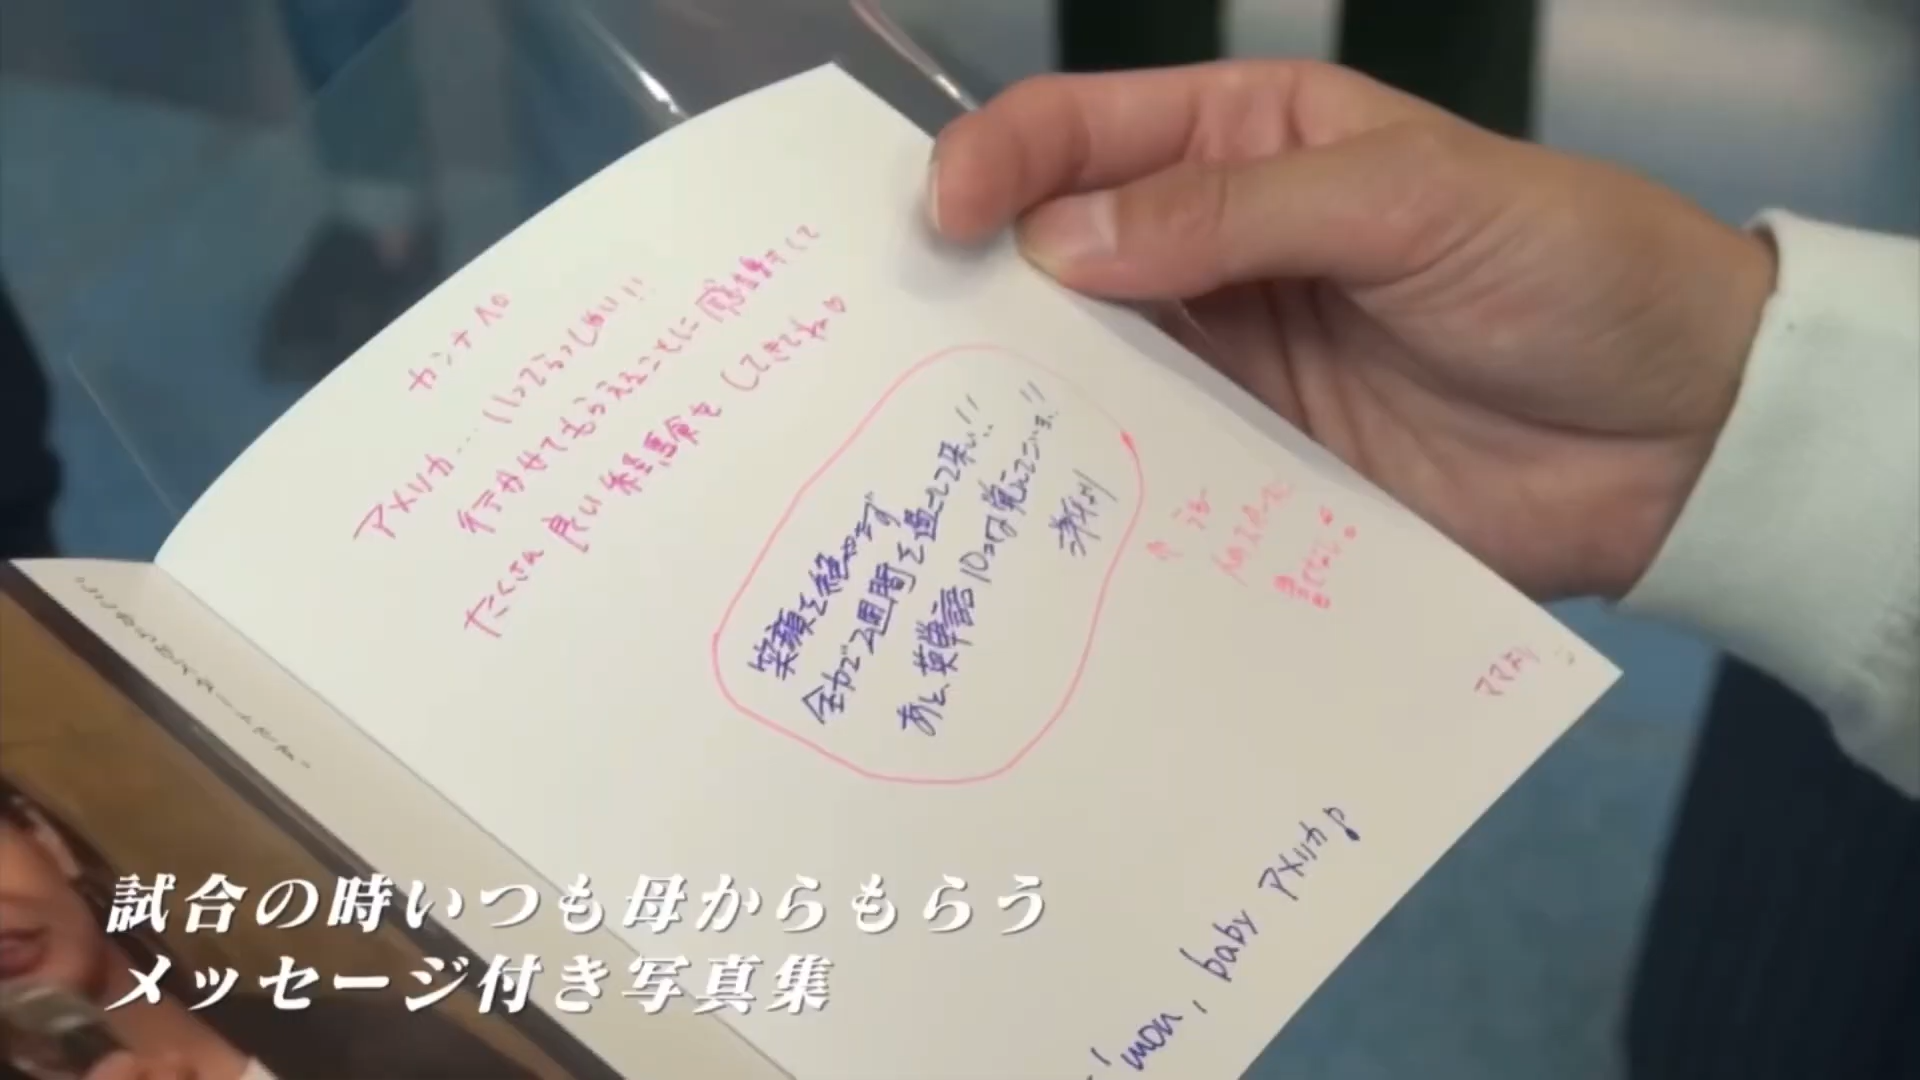 カンナへ
アメリカ…いってらっしゃい!!
行かせてもらえることに感謝して
たくさん良い経験をしてきてね♡
笑顔を絶やさず
全力で2週間を過ごして来い!!
あと、英単語10コは覚えてこいよ!!
ママより
'mon, baby アメリカ♪
試合の時いつも母からもらう
メッセージ付き写真集